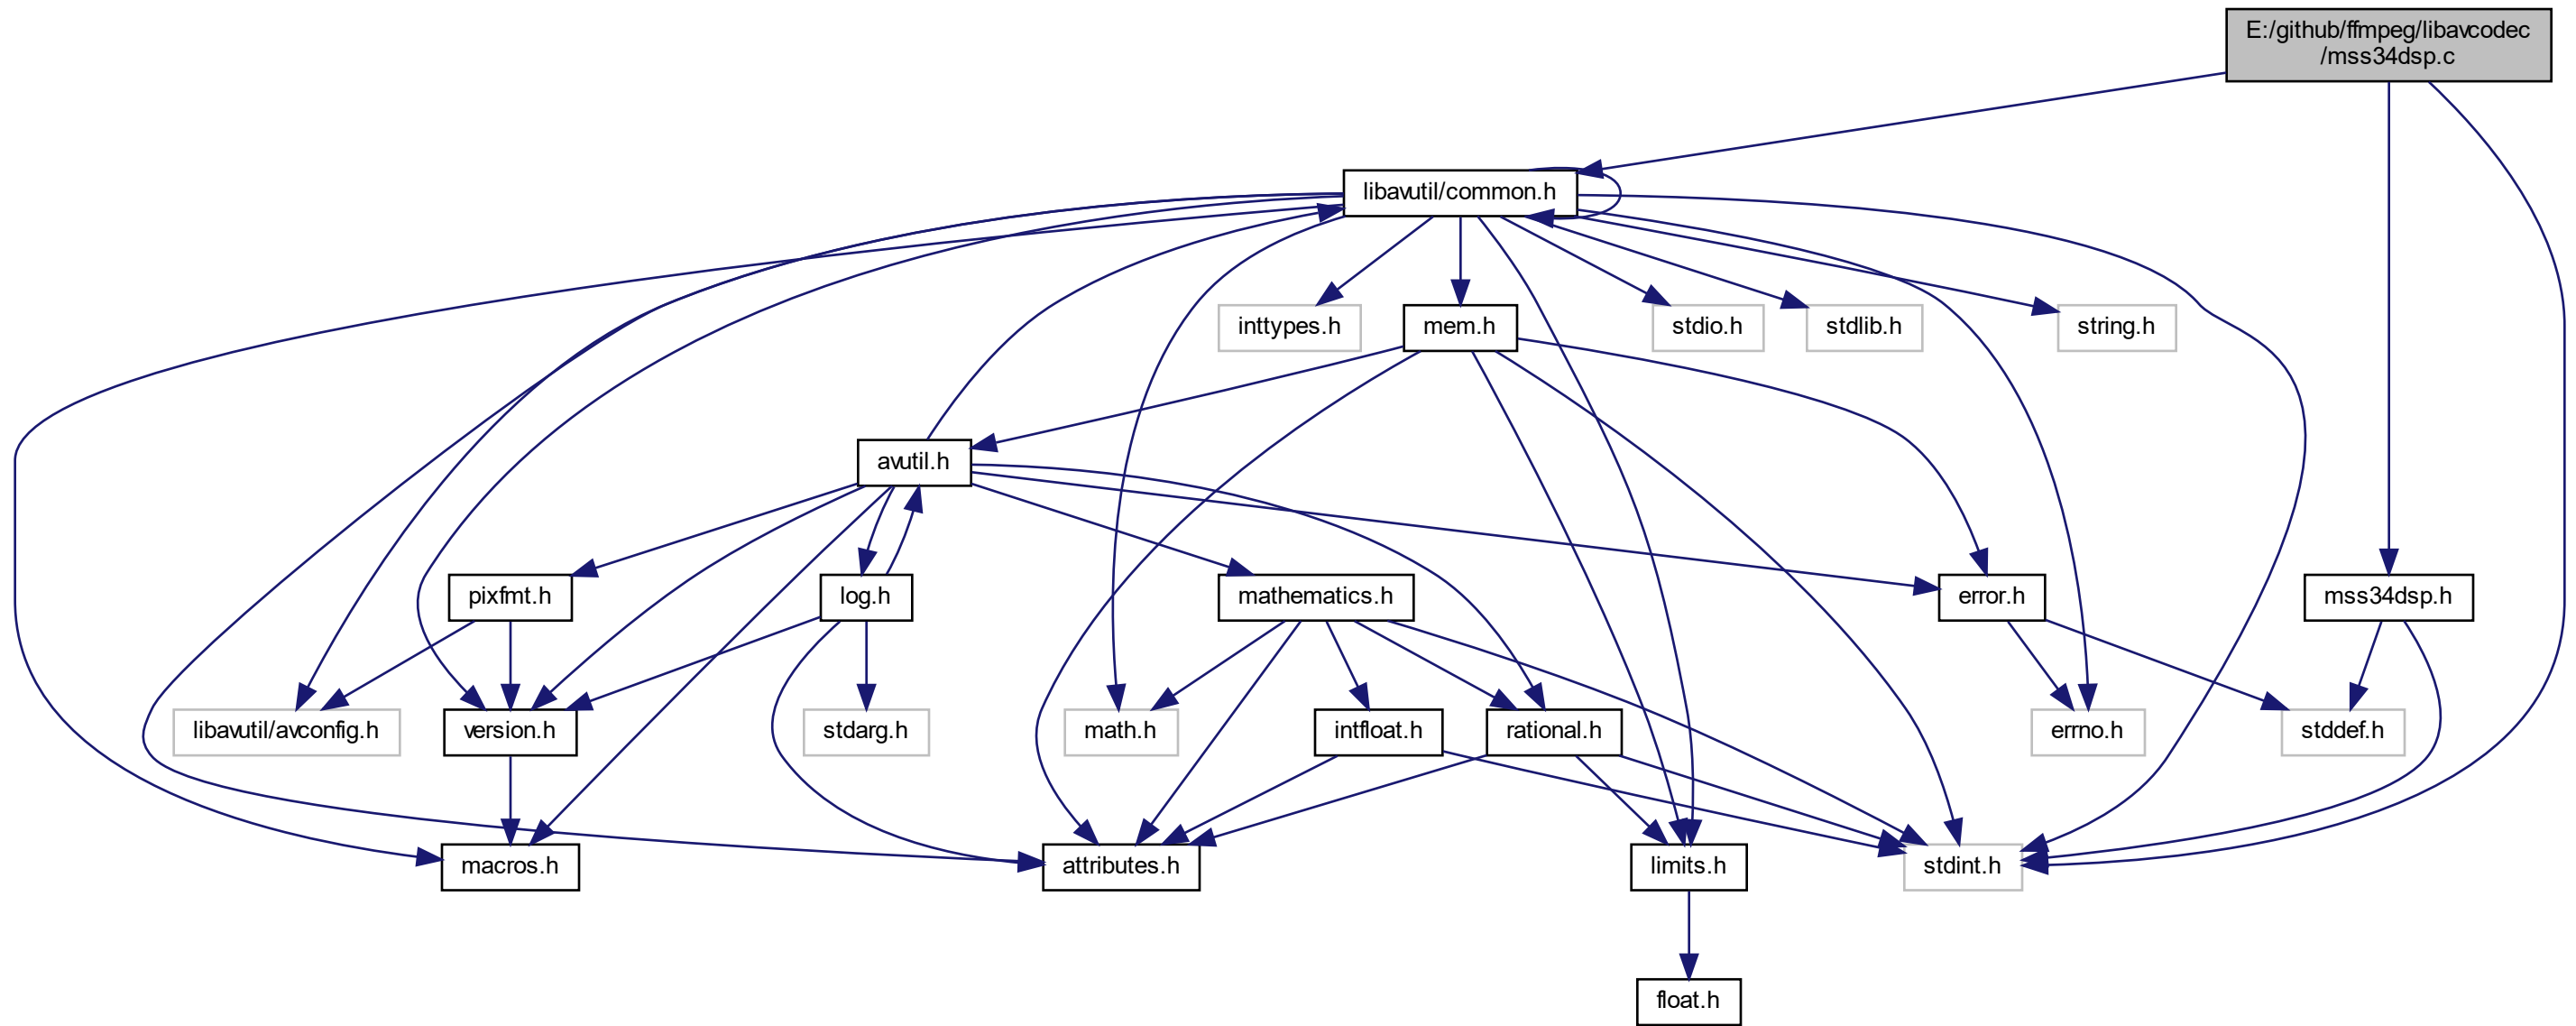 E:/github/ffmpeg/libavcodec
/mss34dsp.c
libavutil/common.h
inttypes.h
mem.h
stdio.h
stdlib.h
string.h
avutil.h
pixfmt.h
log.h
mathematics.h
error.h
mss34dsp.h
libavutil/avconfig.h
version.h
stdarg.h
math.h
intfloat.h
rational.h
errno.h
stddef.h
macros.h
attributes.h
limits.h
stdint.h
float.h